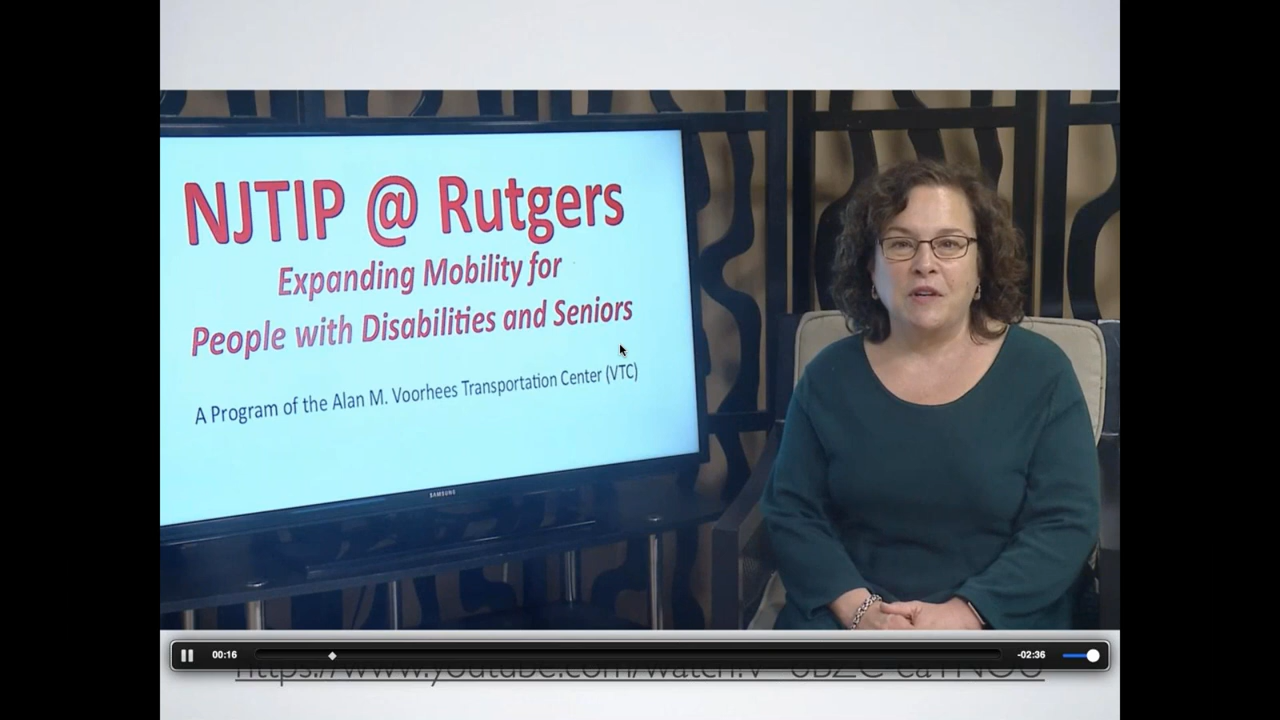 NJTIP @ Rutgers
Expanding Mobility for
People with Disabilities and Seniors
A Program of the Alan M. Voorhees Transportation Center (VTC)
SAMSUNG
00:16
-02:36